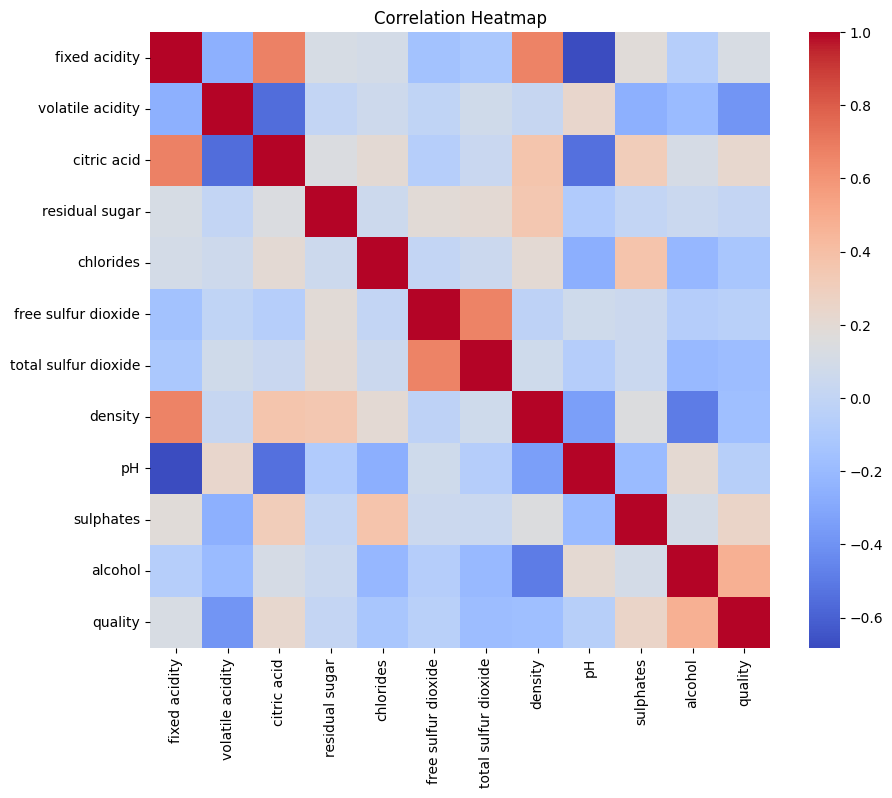 Correlation Heatmap
fixed acidity
volatile acidity
citric acid
residual sugar
chlorides
free sulfur dioxide
total sulfur dioxide
density
pH
sulphates
alcohol
quality
fixed acidity
volatile acidity
citric acid
residual sugar
chlorides
free sulfur dioxide
total sulfur dioxide
density
pH
sulphates
alcohol
quality
1.0
0.8
0.6
0.4
0.2
0.0
−0.2
−0.4
−0.6